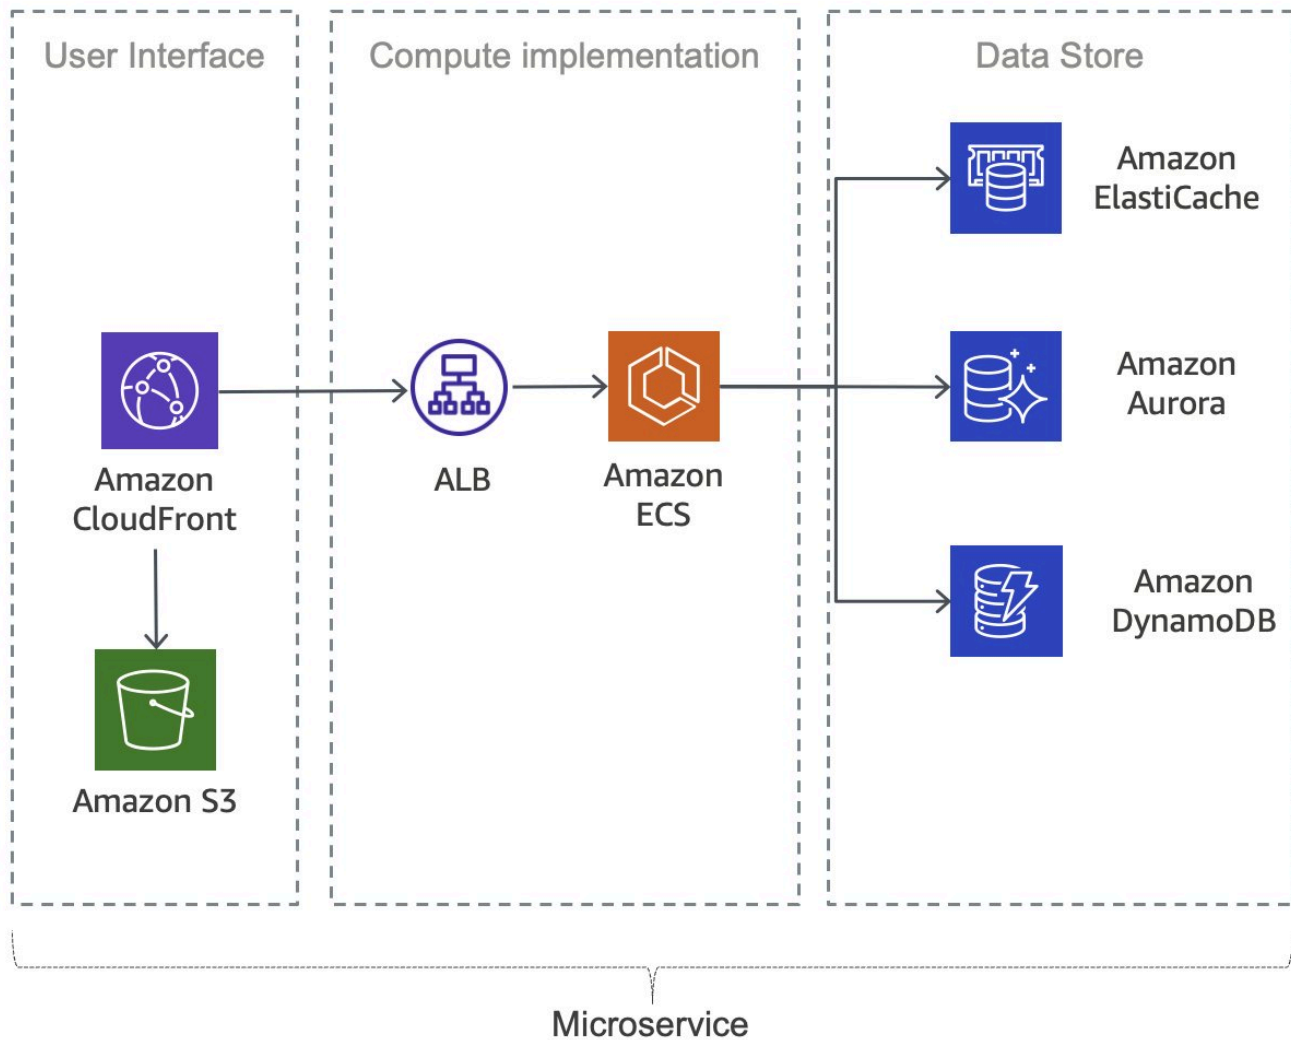 User Interface
Compute implementation
Data Store
Amazon
ElastiCache
Amazon
Aurora
Amazon
DynamoDB
Amazon
CloudFront
ALB
Amazon
ECS
Amazon S3
Microservice